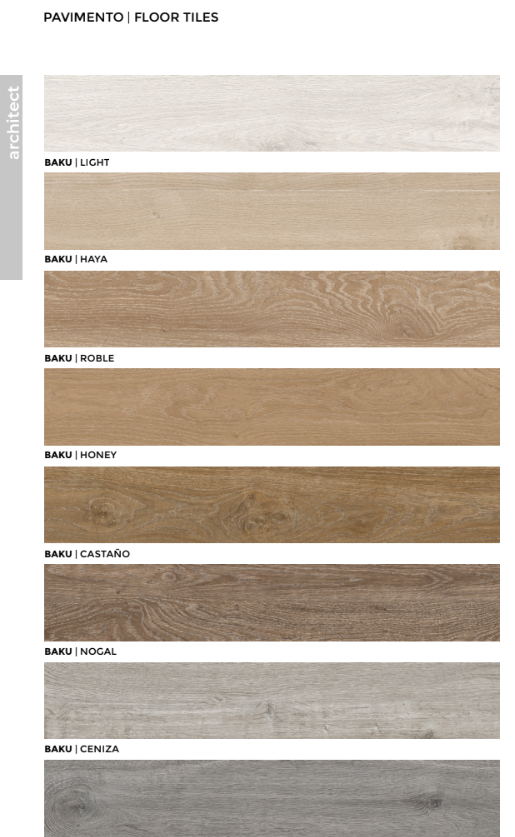 PAVIMENTO | FLOOR TILES
architect
BAKU | LIGHT
BAKU | HAYA
BAKU | ROBLE
BAKU | HONEY
BAKU | CASTAÑO
BAKU | NOGAL
BAKU | CENIZA